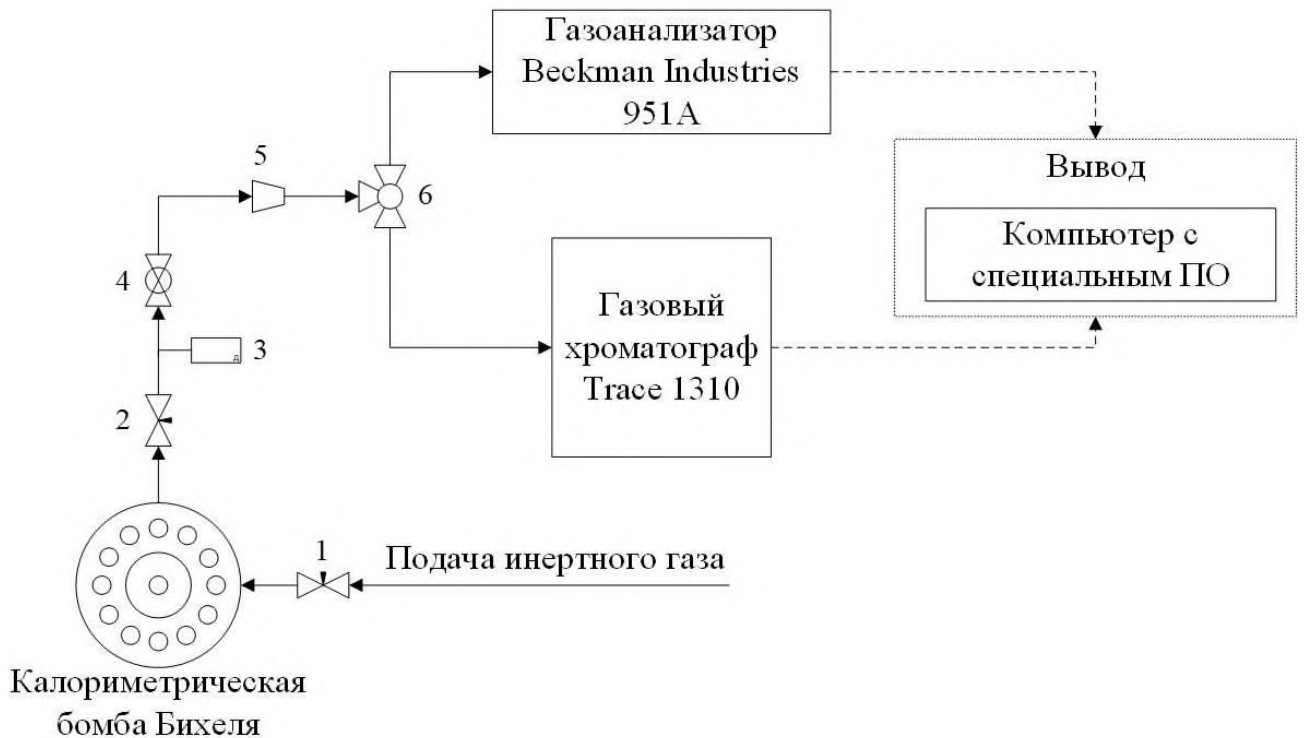 Газоанализатор
Beckman Industries
951A
5
6
Вывод
Компьютер с
специальным ПО
4
3
д
Газовый
хроматограф
Trace 1310
2
1
Подача инертного газа
Калориметрическая
бомба Бихеля